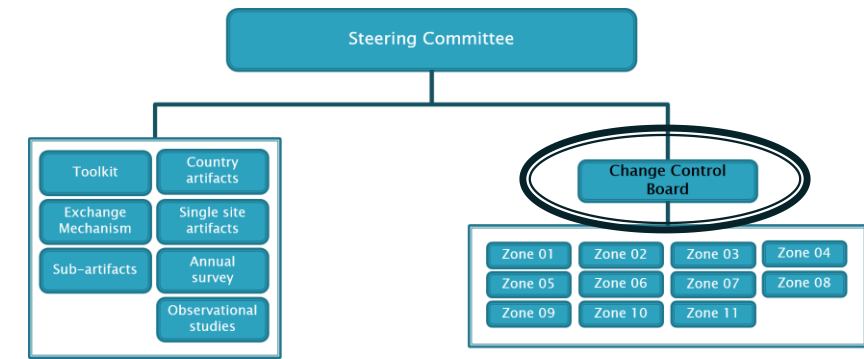 Steering Committee
Toolkit
Country
artifacts
Exchange
Mechanism
Single site
artifacts
Sub-artifacts
Annual
survey
Observational
studies
Change Control
Board
Zone 01
Zone 02
Zone 03
Zone 04
Zone 05
Zone 06
Zone 07
Zone 08
Zone 09
Zone 10
Zone 11